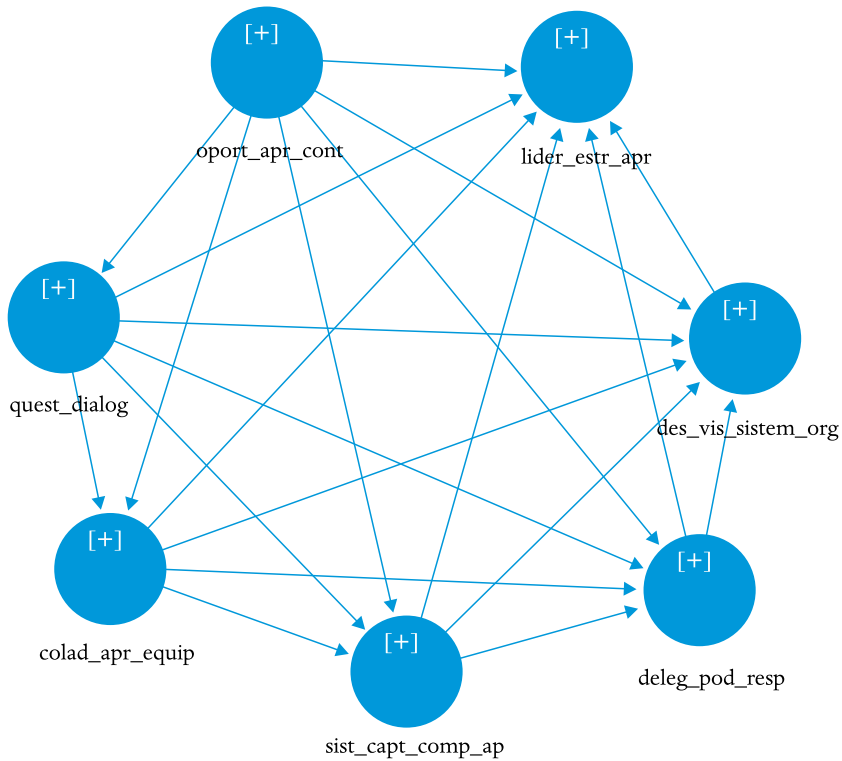 [+]
[+]
oport_apr_cont
lider_estr_apr
[+]
[+]
quest_dialog
des_vis_sistem_org
[+]
[+]
[+]
colad_apr_equip
deleg_pod_resp
sist_capt_comp_ap